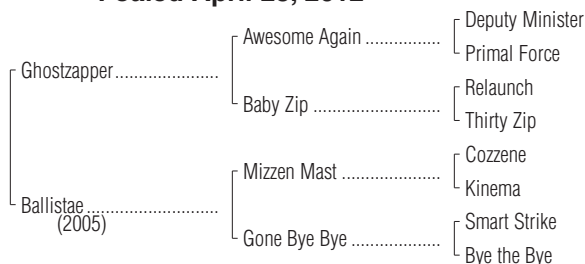 Foaled April 2012
Deputy Minister
Awesome Again ....................
Primal Force
Ghostzapper............................
Relaunch
Baby Zip ................................
Thirty Zip
Cozzene
Mizzen Mast ........................
Kinema
Ballistae....................................
(2005)
Smart Strike
Gone Bye Bye ......................
Bye the Bye